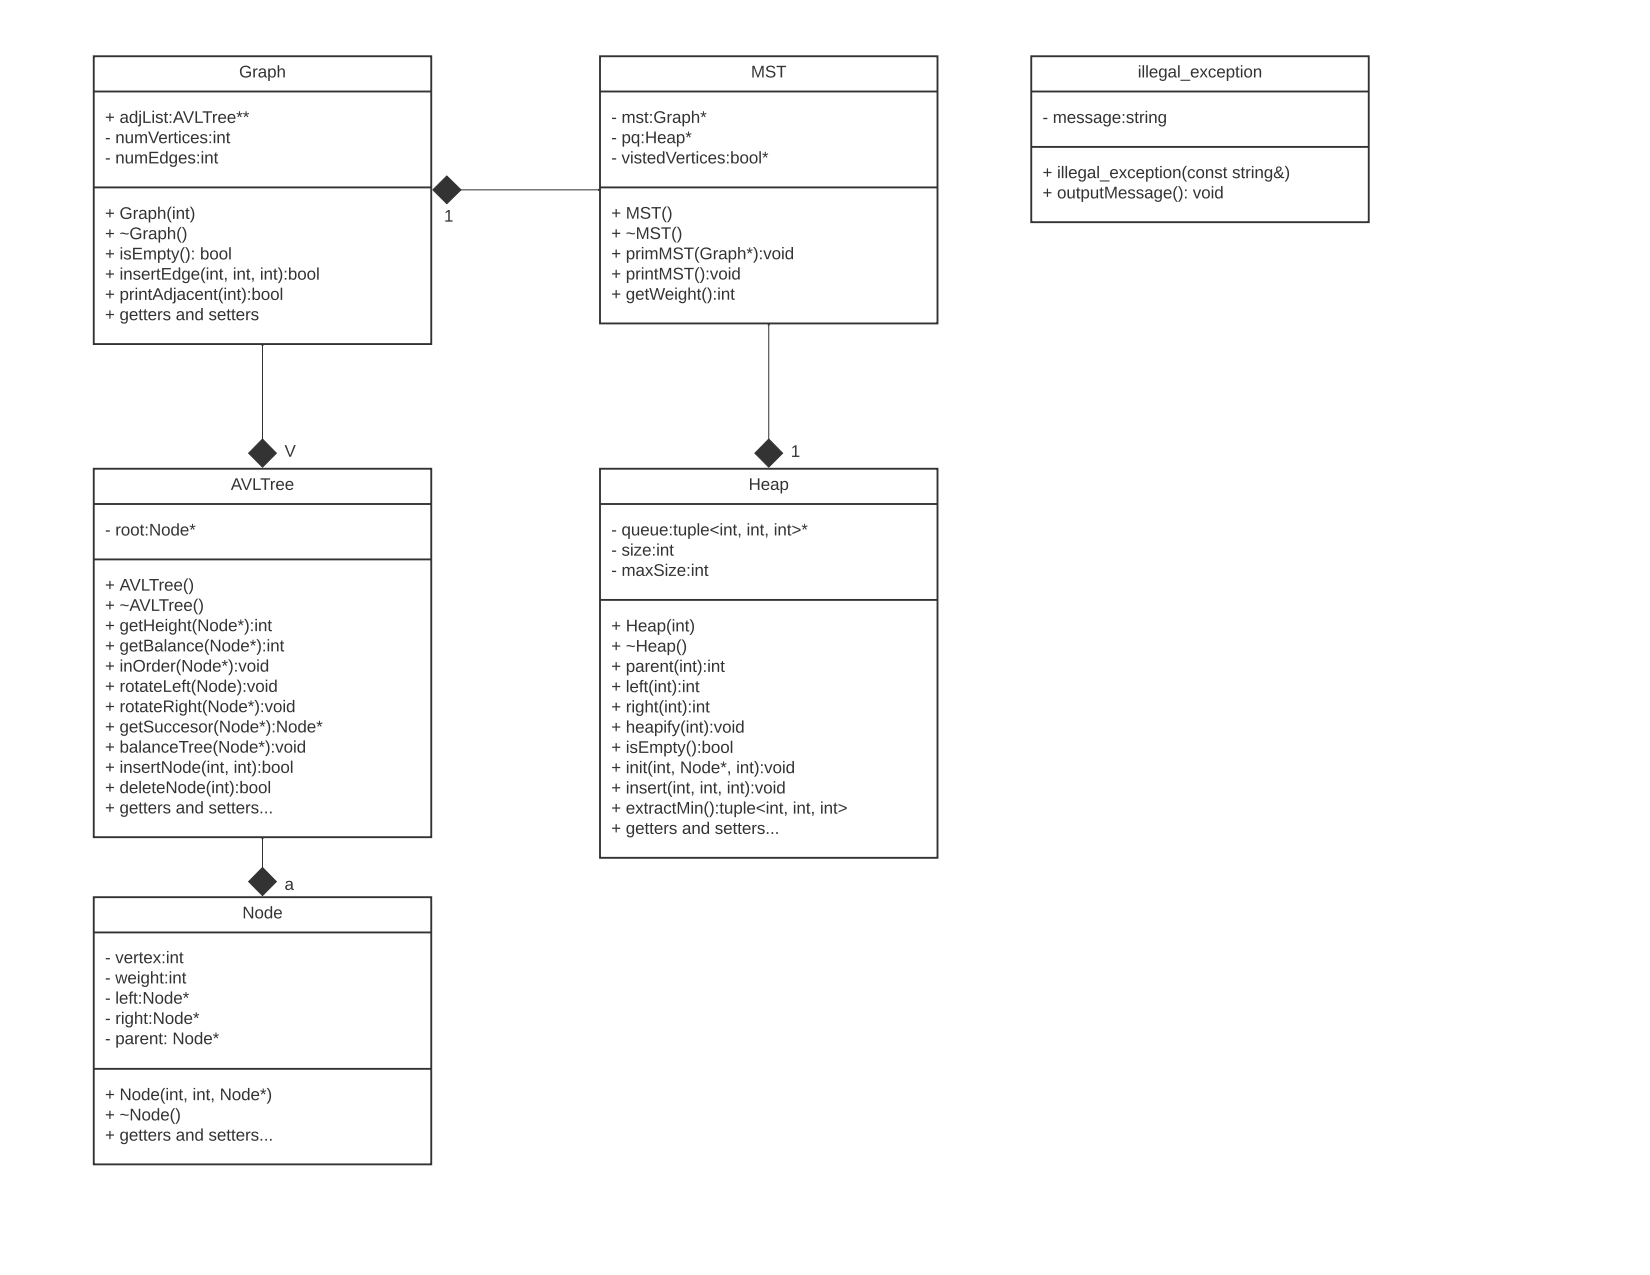 Graph
+ adjList:AVLTree**
- numVertices:int
- numEdges:int
+ Graph(int)
+ ~Graph()
+ isEmpty(): bool
+ insertEdge(int, int, int):bool
+ printAdjacent(int):bool
+ getters and setters
1
MST
- mst:Graph*
- pq:Heap*
- vistedVertices:bool*
+ MST()
+ ~MST()
+ primMST(Graph*):void
+ printMST():void
+ getWeight():int
illegal_exception
- message:string
+ illegal_exception(const string&)
+ outputMessage(): void
V
AVLTree
- root:Node*
+ AVLTree()
+ ~AVLTree()
+ getHeight(Node*):int
+ getBalance(Node*):int
+ inOrder(Node*):void
+ rotateLeft(Node):void
+ rotateRight(Node*):void
+ getSuccesor(Node*):Node*
+ balanceTree(Node*):void
+ insertNode(int, int):bool
+ deleteNode(int):bool
+ getters and setters...
1
Heap
- queue:tuple<int, int, int>*
- size:int
- maxSize:int
+ Heap(int)
+ ~Heap()
+ parent(int):int
+ left(int):int
+ right(int):int
+ heapify(int):void
+ isEmpty():bool
+ init(int, Node*, int):void
+ insert(int, int, int):void
+ extractMin():tuple<int, int, int>
+ getters and setters...
a
Node
- vertex:int
- weight:int
- left:Node*
- right:Node*
- parent: Node*
+ Node(int, int, Node*)
+ ~Node()
+ getters and setters...